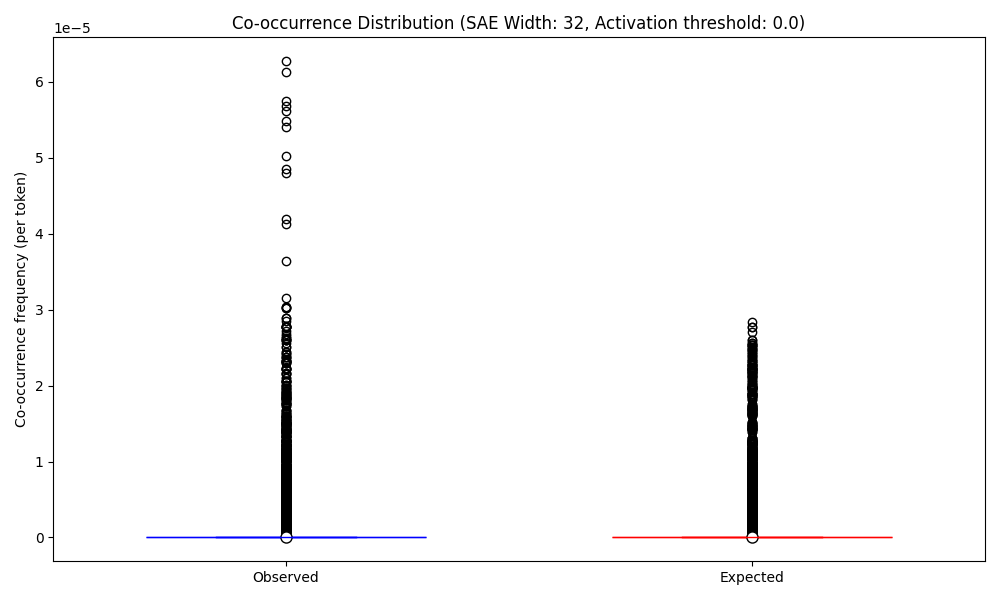 Co-occurrence Distribution (SAE Width: 32, Activation threshold: 0.0)
1e−5
6
5
4
3
2
1
0
Co-occurrence frequency (per token)
Observed
Expected